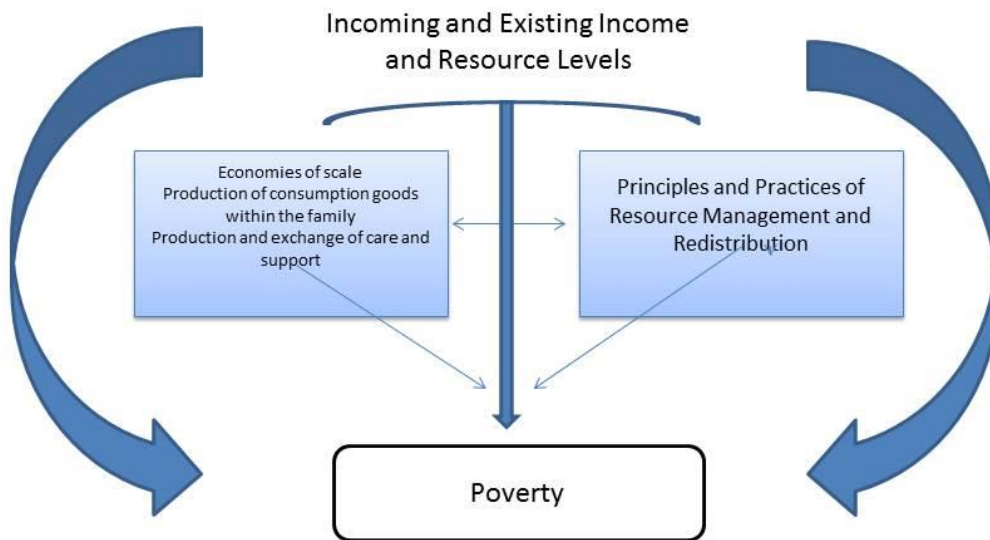 Incoming and Existing Income
and Resource Levels
Economies of scale
Production of consumption goods
within the family
Production and exchange of care and
support
Principles and Practices of
Resource Management and
Redistribution
Poverty